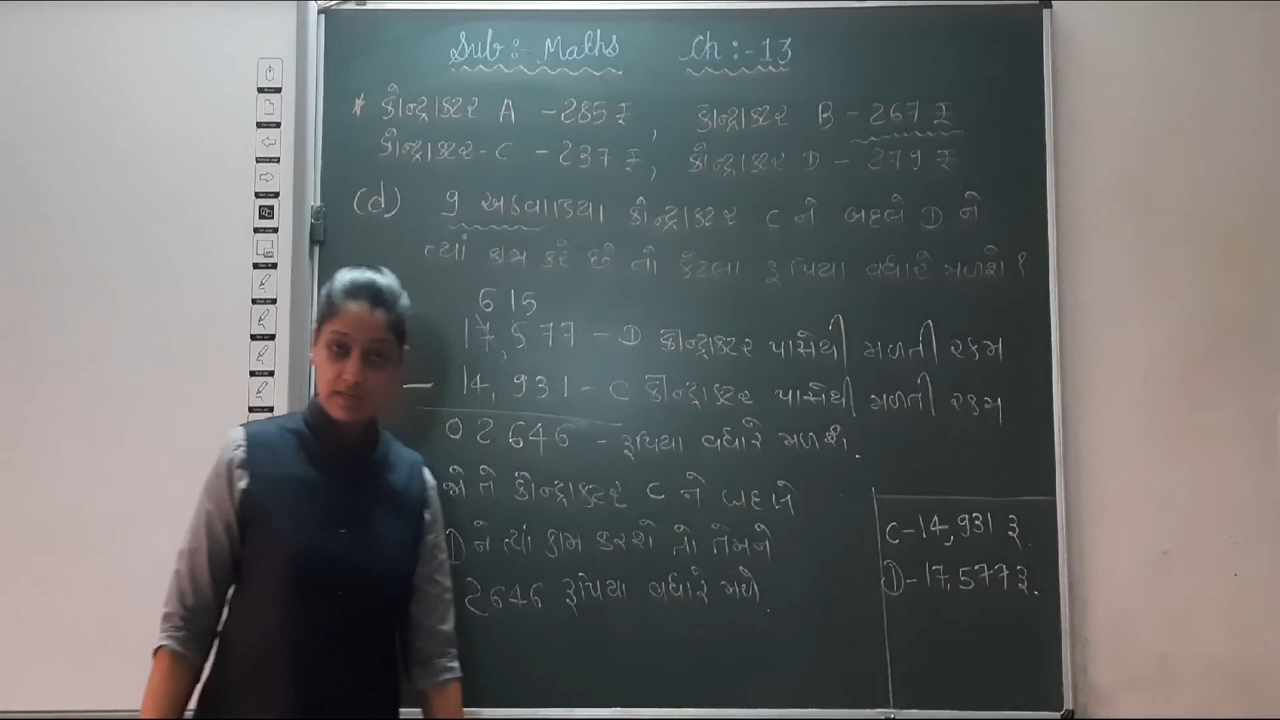 Sub:- Maths Ch:-13
* કોન્ટ્રાક્ટર A -285 ₹, કોન્ટ્રાક્ટર B - 267 ₹
કોન્ટ્રાક્ટર- C -237 ₹, કોન્ટ્રાક્ટર D - 279 ₹
(d) 9 અઠવાડિયા કોન્ટ્રાક્ટર C ને બદલે D ને
ત્યાં કામ કરે છે તો કેટલા રૂપિયા વધારે મળશે?
6 15
17,577 - D કોન્ટ્રાક્ટર પાસેથી મળતી રકમ
- 14,931 - C કોન્ટ્રાક્ટર પાસેથી મળતી રકમ
02646 - રૂપિયા વધારે મળશે.
જો તે કોન્ટ્રાક્ટર C ને બદલે
D ને ત્યાં કામ કરશે તો તેમને
2646 રૂપિયા વધારે મળે.
C-14,931 રૂ.
D-17,577 રૂ.